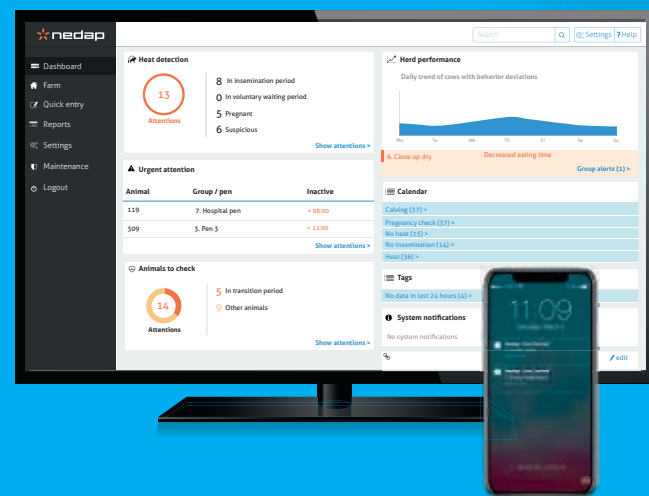 nedap
Search
Settings
? Help
Dashboard
Farm
Quick entry
Reports
Settings
Maintenance
Logout
Heat detection
13
Attentions
8 In insemination period
0 In voluntary waiting period
5 Pregnant
6 Suspicious
Show attentions >
Urgent attention
Animal Group / pen Inactive
119 7. Hospital pen > 08:00
309 3. Pen 3 > 11:00
Show attentions >
Animals to check
14
Attentions
5 In transition period
9 Other animals
Show attentions >
Herd performance
Daily trend of cows with behavior deviations
Mo Tu We Th Fr Sa Su
6. Close up dry Decreased eating time
Group alerts (1) >
Calendar
Calving (37) >
Pregnancy check (37) >
No heat (15) >
No insemination (14) >
Heat (36) >
Tags
No data in last 24 hours (4) >
System notifications
No system notifications
edit
11:09